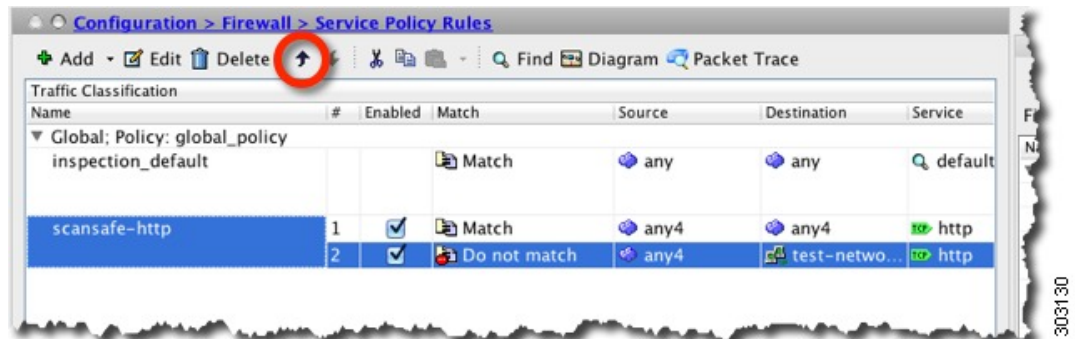 Configuration > Firewall > Service Policy Rules
Add Edit Delete Find Diagram Packet Trace
Traffic Classification
Name # Enabled Match Source Destination Service
Global; Policy: global_policy
inspection_default Match any any default
scansafe-http 1 Match any4 any4 http
2 Do not match any4 test-netwo... http
303130